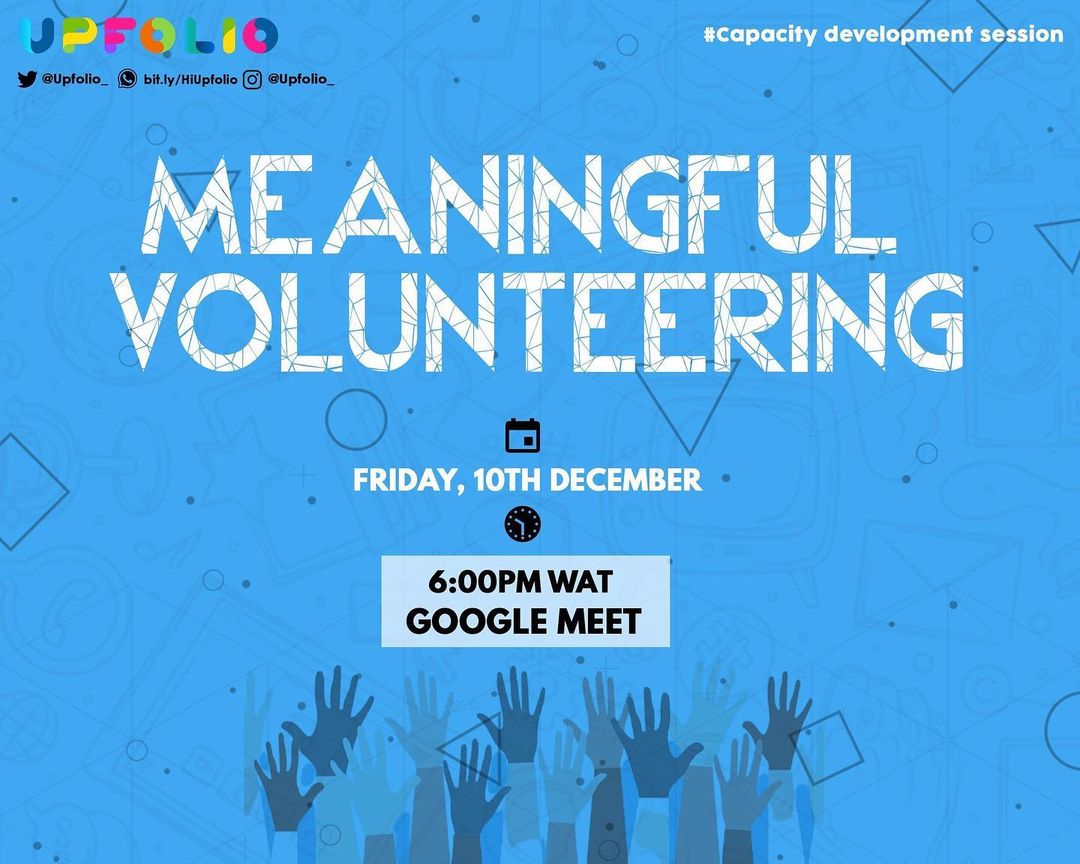 UPFOLIO
#Capacity development session
@Upfolio_ bit.ly/HiUpfolio @Upfolio_
MEANINGFUL
VOLUNTEERING
FRIDAY, 10TH DECEMBER
6:00PM WAT
GOOGLE MEET